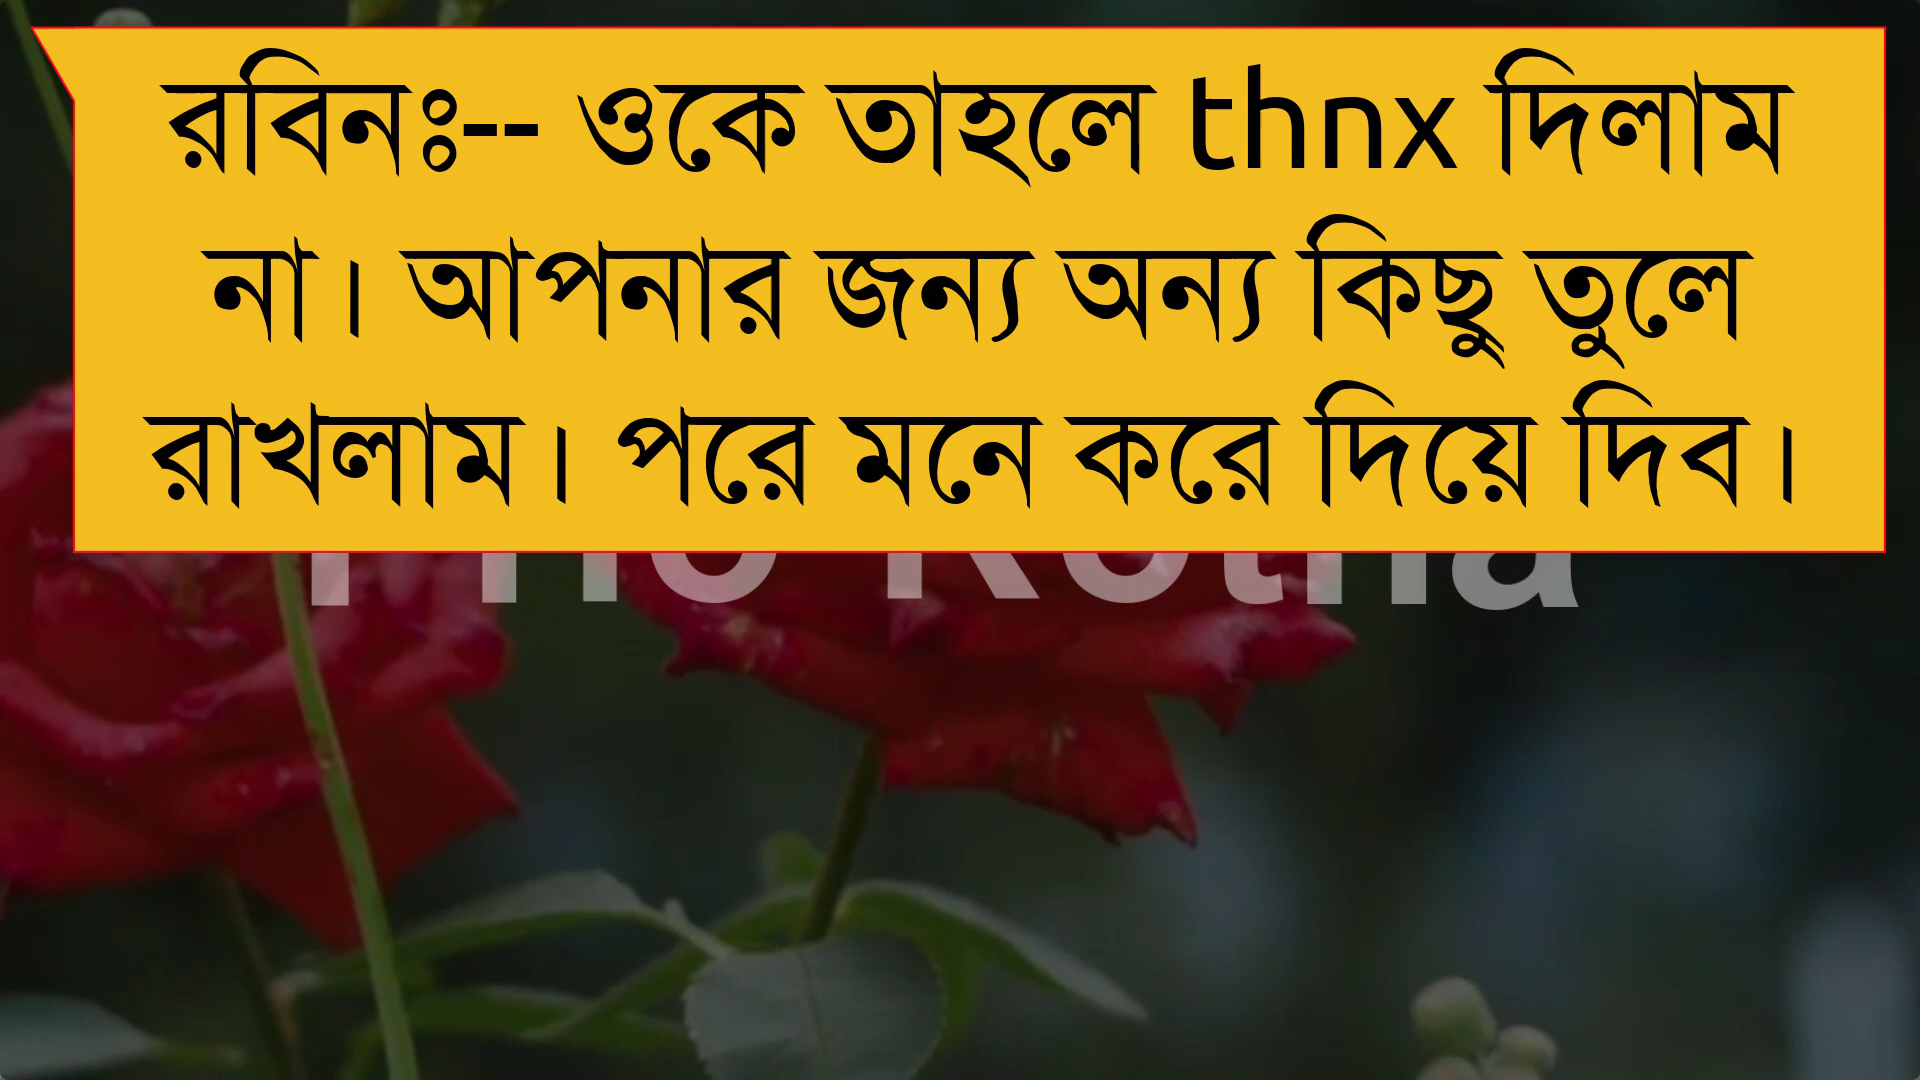 রবিনঃ-- ওকে তাহলে thnx দিলাম
না। আপনার জন্য অন্য কিছু তুলে
রাখলাম। পরে মনে করে দিয়ে দিব।